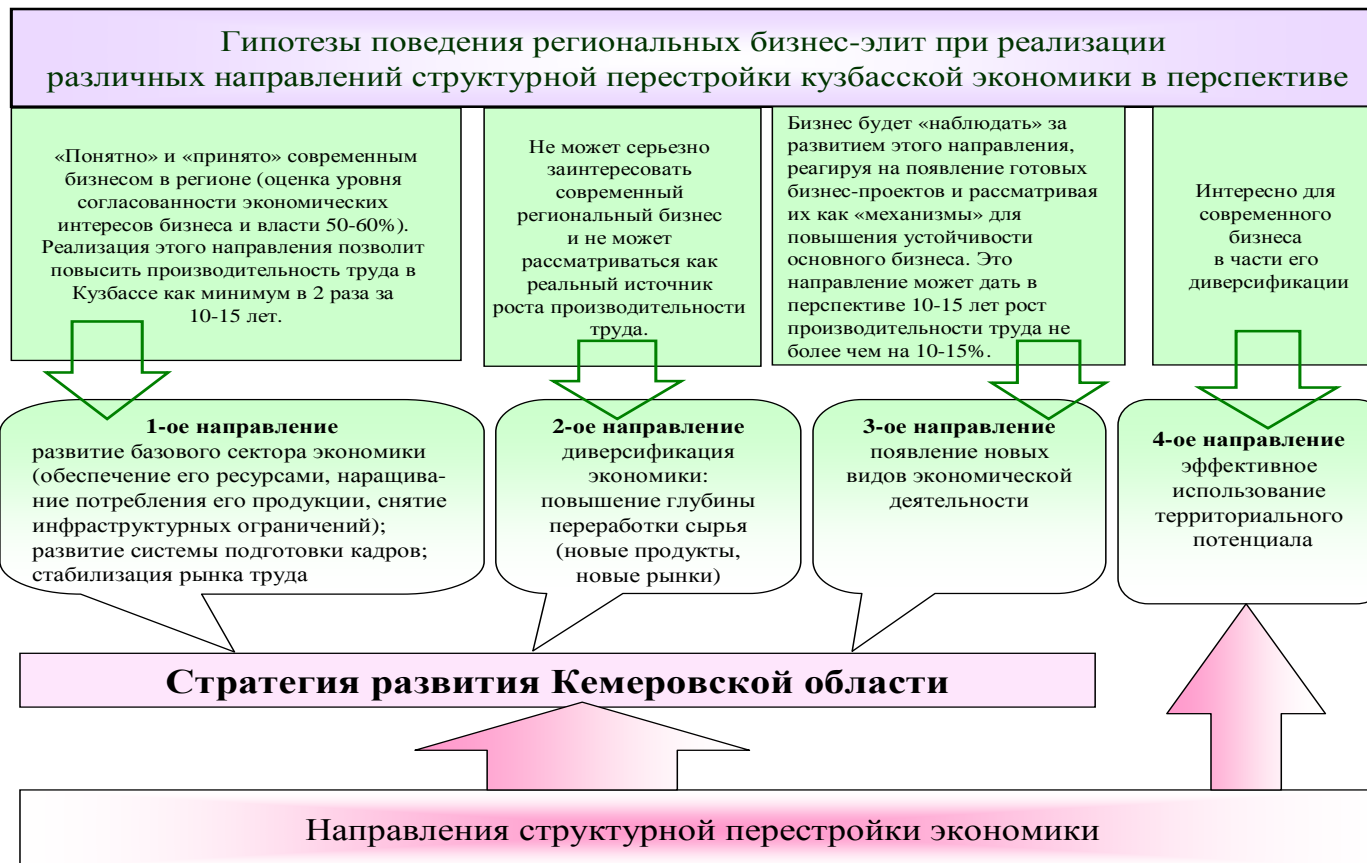 Гипотезы поведения региональных бизнес-элит при реализации
различных направлений структурной перестройки кузбасской экономики в перспективе
«Понятно» и «принято» современным
бизнесом в регионе (оценка уровня
согласованности экономических
интересов бизнеса и власти 50-60%).
Реализация этого направления позволит
повысить производительность труда в
Кузбассе как минимум в 2 раза за
10-15 лет.
Не может серьезно
заинтересовать
современный
региональный бизнес
и не может
рассматриваться как
реальный источник
роста производительности
труда.
Бизнес будет «наблюдать» за
развитием этого направления,
реагируя на появление готовых
бизнес-проектов и рассматривая
их как «механизмы» для
повышения устойчивости
основного бизнеса. Это
направление может дать в
перспективе 10-15 лет рост
производительности труда не
более чем на 10-15%.
Интересно для
современного
бизнеса
в части его
диверсификации
1-ое направление
развитие базового сектора экономики
(обеспечение его ресурсами, наращива-
ние потребления его продукции, снятие
инфраструктурных ограничений);
развитие системы подготовки кадров;
стабилизация рынка труда
2-ое направление
диверсификация
экономики:
повышение глубины
переработки сырья
(новые продукты,
новые рынки)
3-ое направление
появление новых
видов экономической
деятельности
4-ое направление
эффективное
использование
территориального
потенциала
Стратегия развития Кемеровской области
Направления структурной перестройки экономики